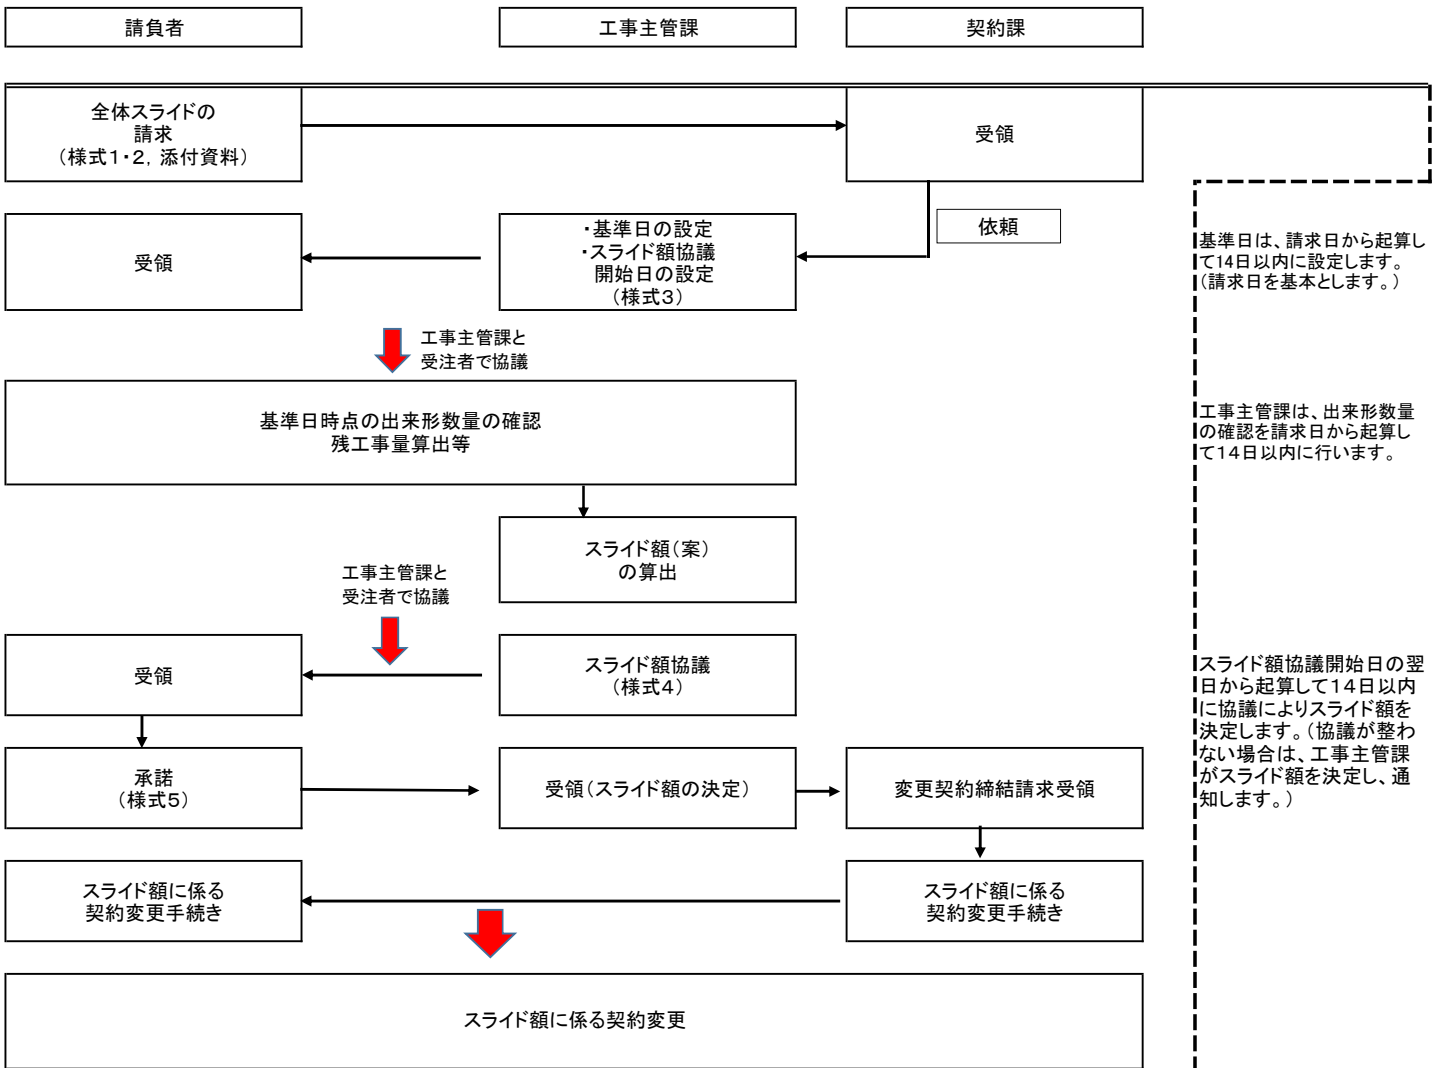 請負者
工事主管課
契約課
全体スライドの
請求
（様式１・２，添付資料）
受領
依頼
受領
・基準日の設定
・スライド額協議
開始日の設定
（様式３）
基準日は、請求日から起算し
て14日以内に設定します。
（請求日を基本とします。）
工事主管課と
受注者で協議
基準日時点の出来形数量の確認
残工事量算出等
工事主管課は、出来形数量
の確認を請求日から起算し
て１４日以内に行います。
スライド額（案）
の算出
工事主管課と
受注者で協議
受領
スライド額協議
（様式４）
スライド額協議開始日の翌
日から起算して１４日以内
に協議によりスライド額を
決定します。（協議が整わ
ない場合は、工事主管課
がスライド額を決定し、通
知します。）
承諾
（様式５）
受領（スライド額の決定）
変更契約締結請求受領
スライド額に係る
契約変更手続き
スライド額に係る
契約変更手続き
スライド額に係る契約変更